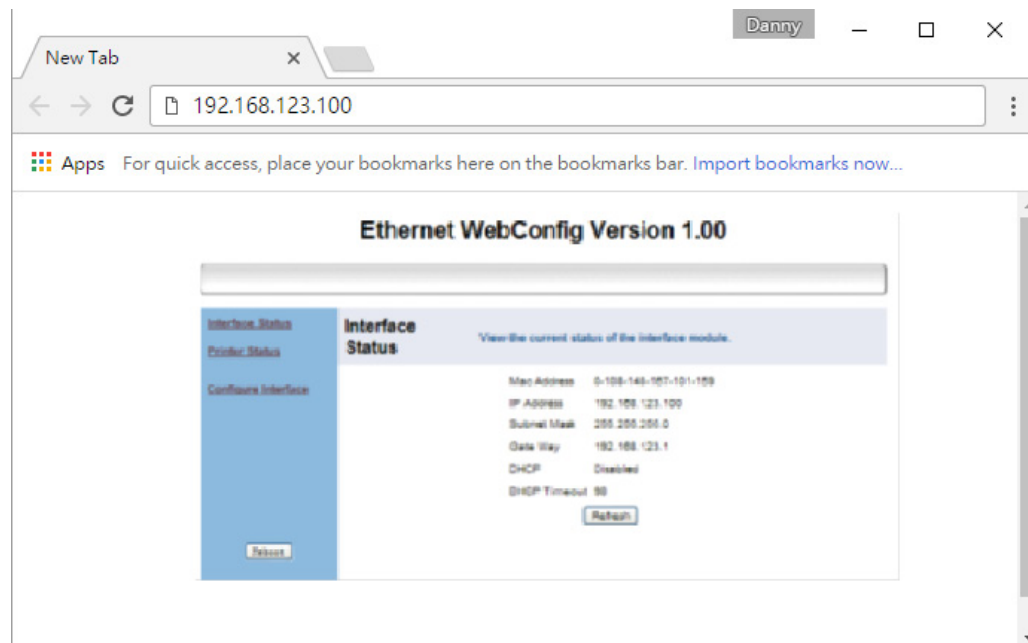 Danny
New Tab
192.168.123.100
Apps For quick access, place your bookmarks here on the bookmarks bar. Import bookmarks now...
Ethernet WebConfig Version 1.00
Interface Status
Printer Status
Configure Interface
Reboot
Interface
Status
View the current status of the interface module.
Mac Address
IP Address 192.168.123.100
Subnet Mask 255.255.255.0
Gate Way 192.168.123.1
DHCP Disabled
DHCP Timeout
Refresh